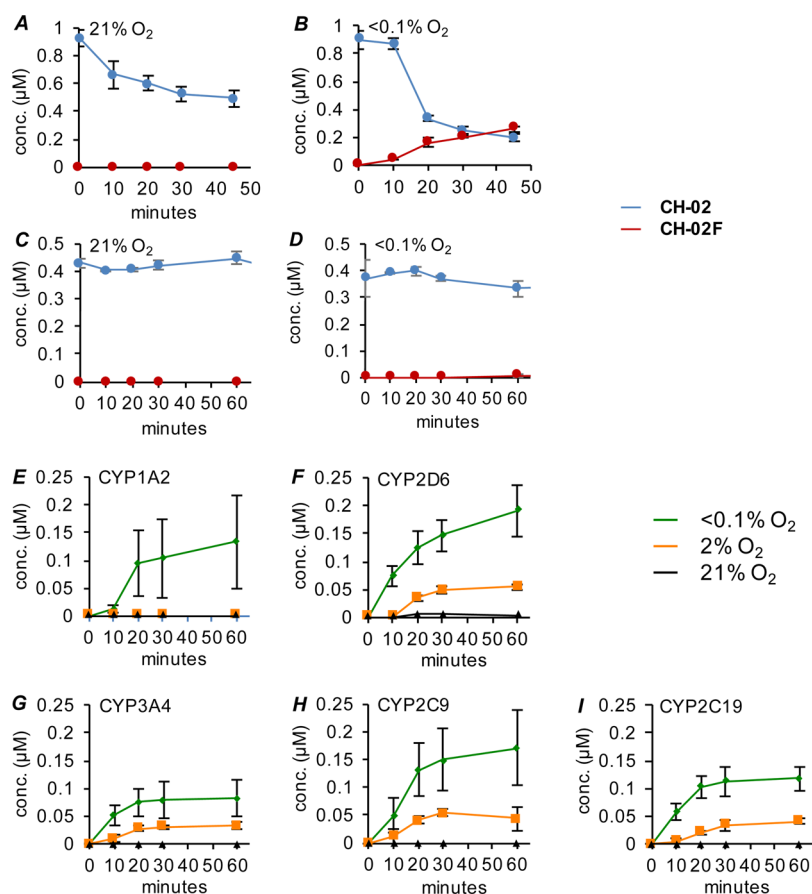 A 21% O2
conc. (µM)
1
0.8
0.6
0.4
0.2
0
0 10 20 30 40 50
minutes
B <0.1% O2
conc. (µM)
1
0.8
0.6
0.4
0.2
0
0 10 20 30 40 50
minutes
CH-02
CH-02F
C 21% O2
conc. (µM)
0.5
0.4
0.3
0.2
0.1
0
0 10 20 30 40 50 60
minutes
D <0.1% O2
conc. (µM)
0.5
0.4
0.3
0.2
0.1
0
0 10 20 30 40 50 60
minutes
E CYP1A2
conc. (µM)
0.25
0.2
0.15
0.1
0.05
0
0 10 20 30 40 50 60
minutes
F CYP2D6
conc. (µM)
0.25
0.2
0.15
0.1
0.05
0
0 10 20 30 40 50 60
minutes
<0.1% O2
2% O2
21% O2
G CYP3A4
conc. (µM)
0.25
0.2
0.15
0.1
0.05
0
0 10 20 30 40 50 60
minutes
H CYP2C9
conc. (µM)
0.25
0.2
0.15
0.1
0.05
0
0 10 20 30 40 50 60
minutes
I CYP2C19
conc. (µM)
0.25
0.2
0.15
0.1
0.05
0
0 10 20 30 40 50 60
minutes